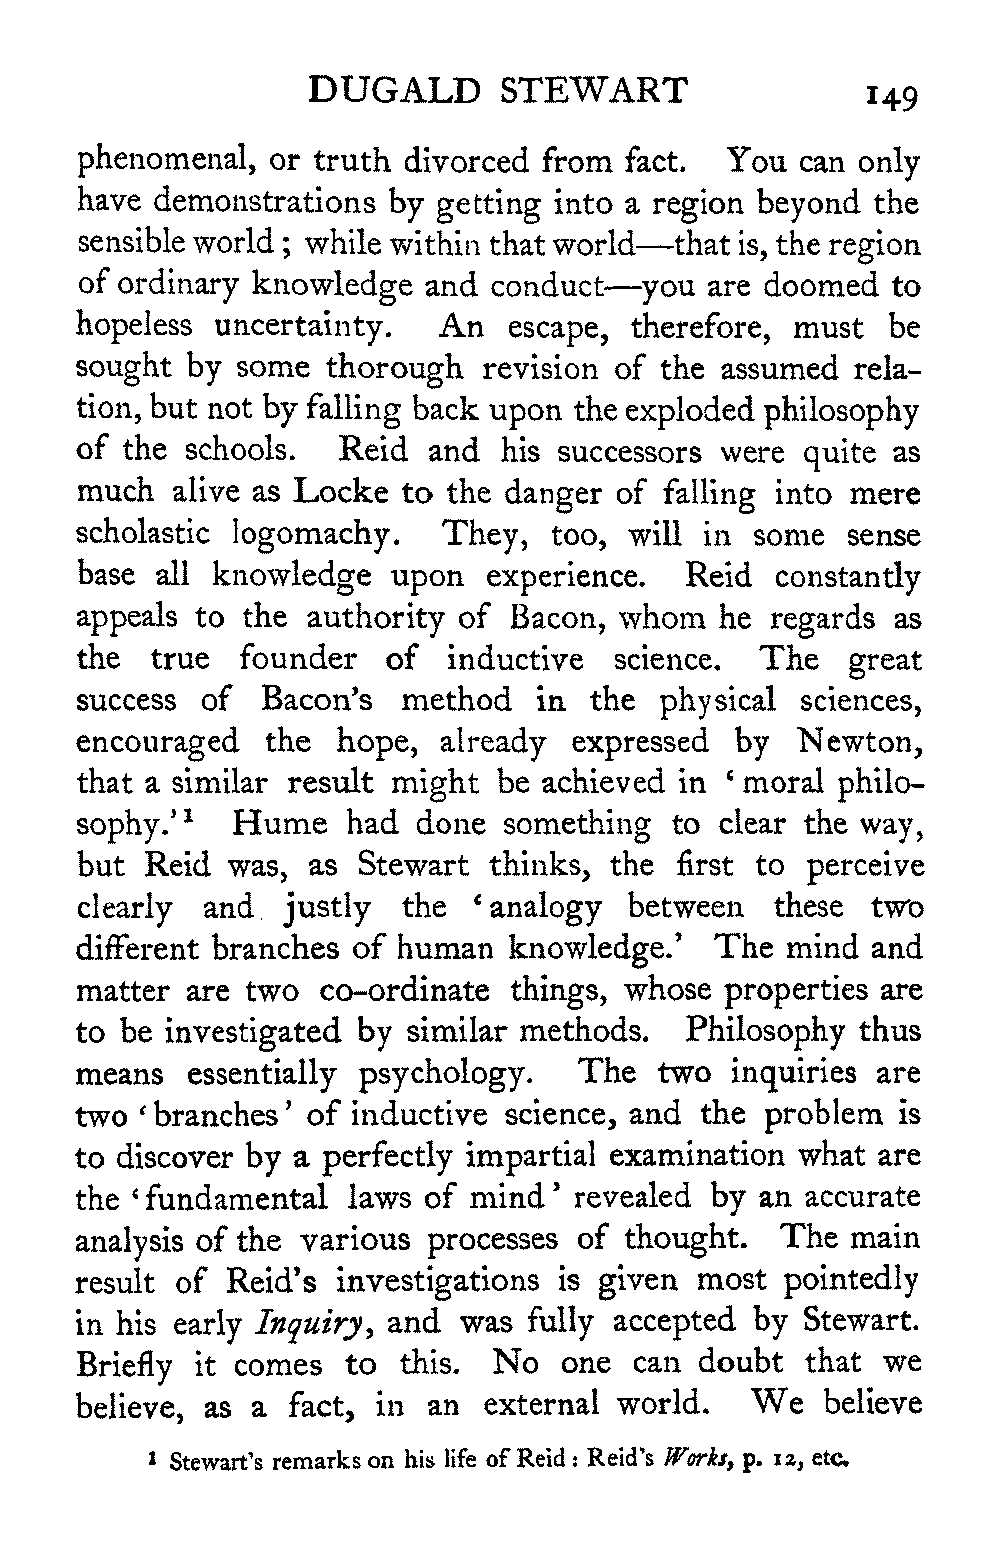 DUGALD STEWART 149
phenomenal, or truth divorced from fact. You can only
have demonstrations by getting into a region beyond the
sensible world ; while within that world—that is, the region
of ordinary knowledge and conduct—you are doomed to
hopeless uncertainty. An escape, therefore, must be
sought by some thorough revision of the assumed rela-
tion, but not by falling back upon the exploded philosophy
of the schools. Reid and his successors were quite as
much alive as Locke to the danger of falling into mere
scholastic logomachy. They, too, will in some sense
base all knowledge upon experience. Reid constantly
appeals to the authority of Bacon, whom he regards as
the true founder of inductive science. The great
success of Bacon's method in the physical sciences,
encouraged the hope, already expressed by Newton,
that a similar result might be achieved in ‘ moral philo-
sophy.’¹ Hume had done something to clear the way,
but Reid was, as Stewart thinks, the first to perceive
clearly and justly the ‘ analogy between these two
different branches of human knowledge.’ The mind and
matter are two co-ordinate things, whose properties are
to be investigated by similar methods. Philosophy thus
means essentially psychology. The two inquiries are
two ‘ branches ’ of inductive science, and the problem is
to discover by a perfectly impartial examination what are
the ‘ fundamental laws of mind ’ revealed by an accurate
analysis of the various processes of thought. The main
result of Reid's investigations is given most pointedly
in his early Inquiry, and was fully accepted by Stewart.
Briefly it comes to this. No one can doubt that we
believe, as a fact, in an external world. We believe
¹ Stewart's remarks on his life of Reid : Reid's Works, p. 12, etc.